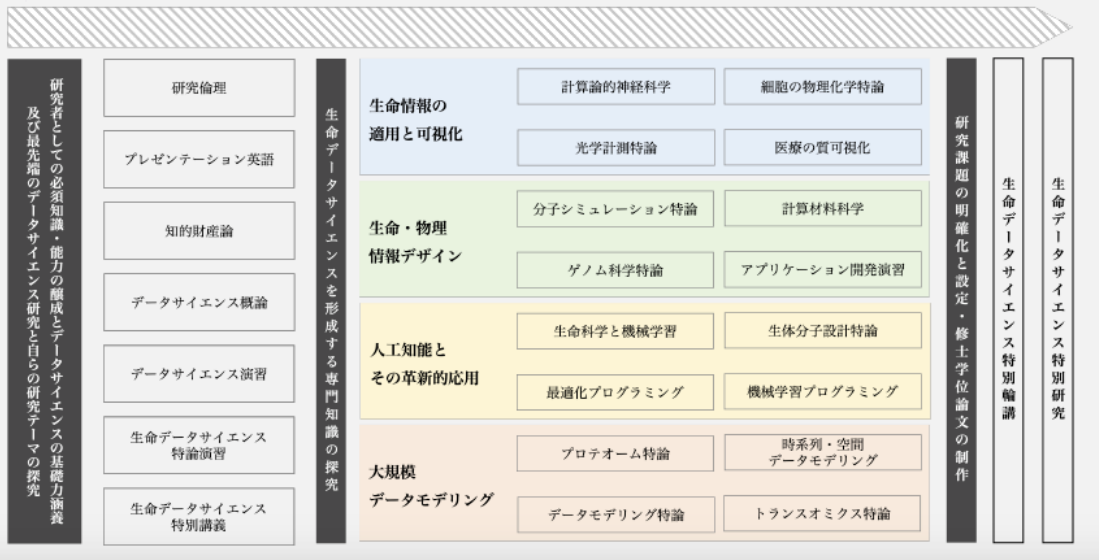 研究者としての必須知識・能力の醸成とデータサイエンスの基礎力涵養
及び最先端のデータサイエンス研究と自らの研究テーマの探究
研究倫理
プレゼンテーション英語
知的財産論
データサイエンス概論
データサイエンス演習
生命データサイエンス
特論演習
生命データサイエンス
特別講義
生命データサイエンスを形成する専門知識の探究
生命情報の
適用と可視化
計算論的神経科学
細胞の物理化学特論
光学計測特論
医療の質可視化
生命・物理
情報デザイン
分子シミュレーション特論
計算材料科学
ゲノム科学特論
アプリケーション開発演習
人工知能と
その革新的応用
生命科学と機械学習
生体分子設計特論
最適化プログラミング
機械学習プログラミング
大規模
データモデリング
プロテオーム特論
時系列・空間
データモデリング
データモデリング特論
トランスオミクス特論
研究課題の明確化と設定・修士学位論文の制作
生命データサイエンス特別輪講
生命データサイエンス特別研究